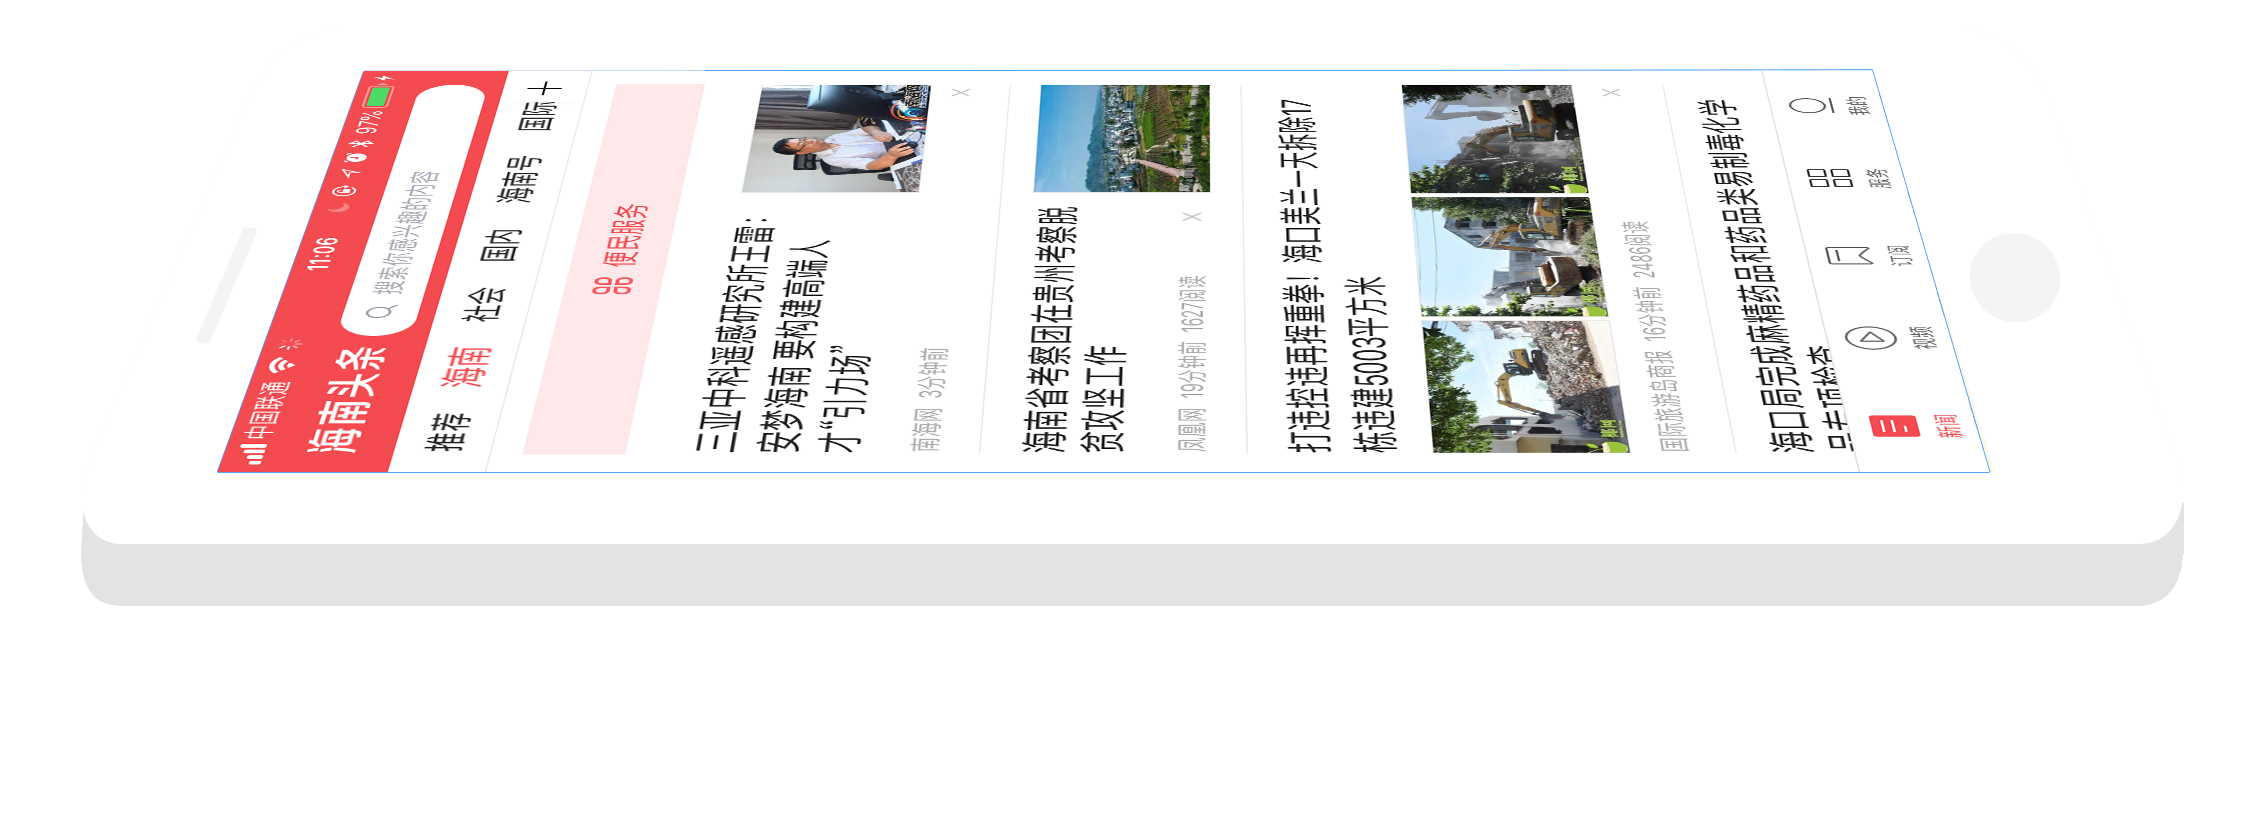 中国联通
11:06
97%
海南头条
搜索你感兴趣的内容
推荐 海南 社会 国内 海南号 国际
便民服务
三亚中科遥感研究所王雷：
安梦海南 要构建高端人
才“引力场”
南海网 3分钟前
海南省考察团在贵州考察脱
贫攻坚工作
凤凰网 19分钟前 1627阅读
打违控违再挥重拳！海口美兰一天拆除17
栋违建5003平方米
国际旅游岛商报 16分钟前 2486阅读
海口局完成麻精药品和药品类易制毒化学
新闻 视频 订阅 服务 我的